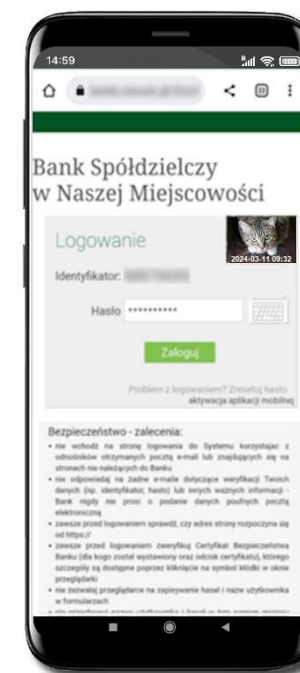 14:59
22
Bank Spółdzielczy
w Naszej Miejscowości
Logowanie
2024-03-11 09:32
Identyfikator:
Hasło **********
Zaloguj
Problem z logowaniem? Zresetuj hasło
aktywacja aplikacji mobilnej
Bezpieczeństwo - zalecenia:
• nie wchodź na stronę logowania do Systemu korzystając z
odnośników otrzymanych pocztą e-mail lub znajdujących się na
stronach nie należących do Banku
• nie odpowiadaj na żadne e-maile dotyczące weryfikacji Twoich
danych (np. identyfikator, hasło) lub innych ważnych informacji -
Bank nigdy nie prosi o podanie danych poufnych pocztą
elektroniczną
• zawsze przed logowaniem sprawdź, czy adres strony rozpoczyna się
od https://
• zawsze przed logowaniem zweryfikuj Certyfikat Bezpieczeństwa
Banku (dla kogo został wystawiony oraz odcisk certyfikatu), którego
szczegóły są dostępne poprzez kliknięcie na symbol kłódki w oknie
przeglądarki
• nie zezwalaj przeglądarce na zapisywanie haseł i nazw użytkownika
w formularzach